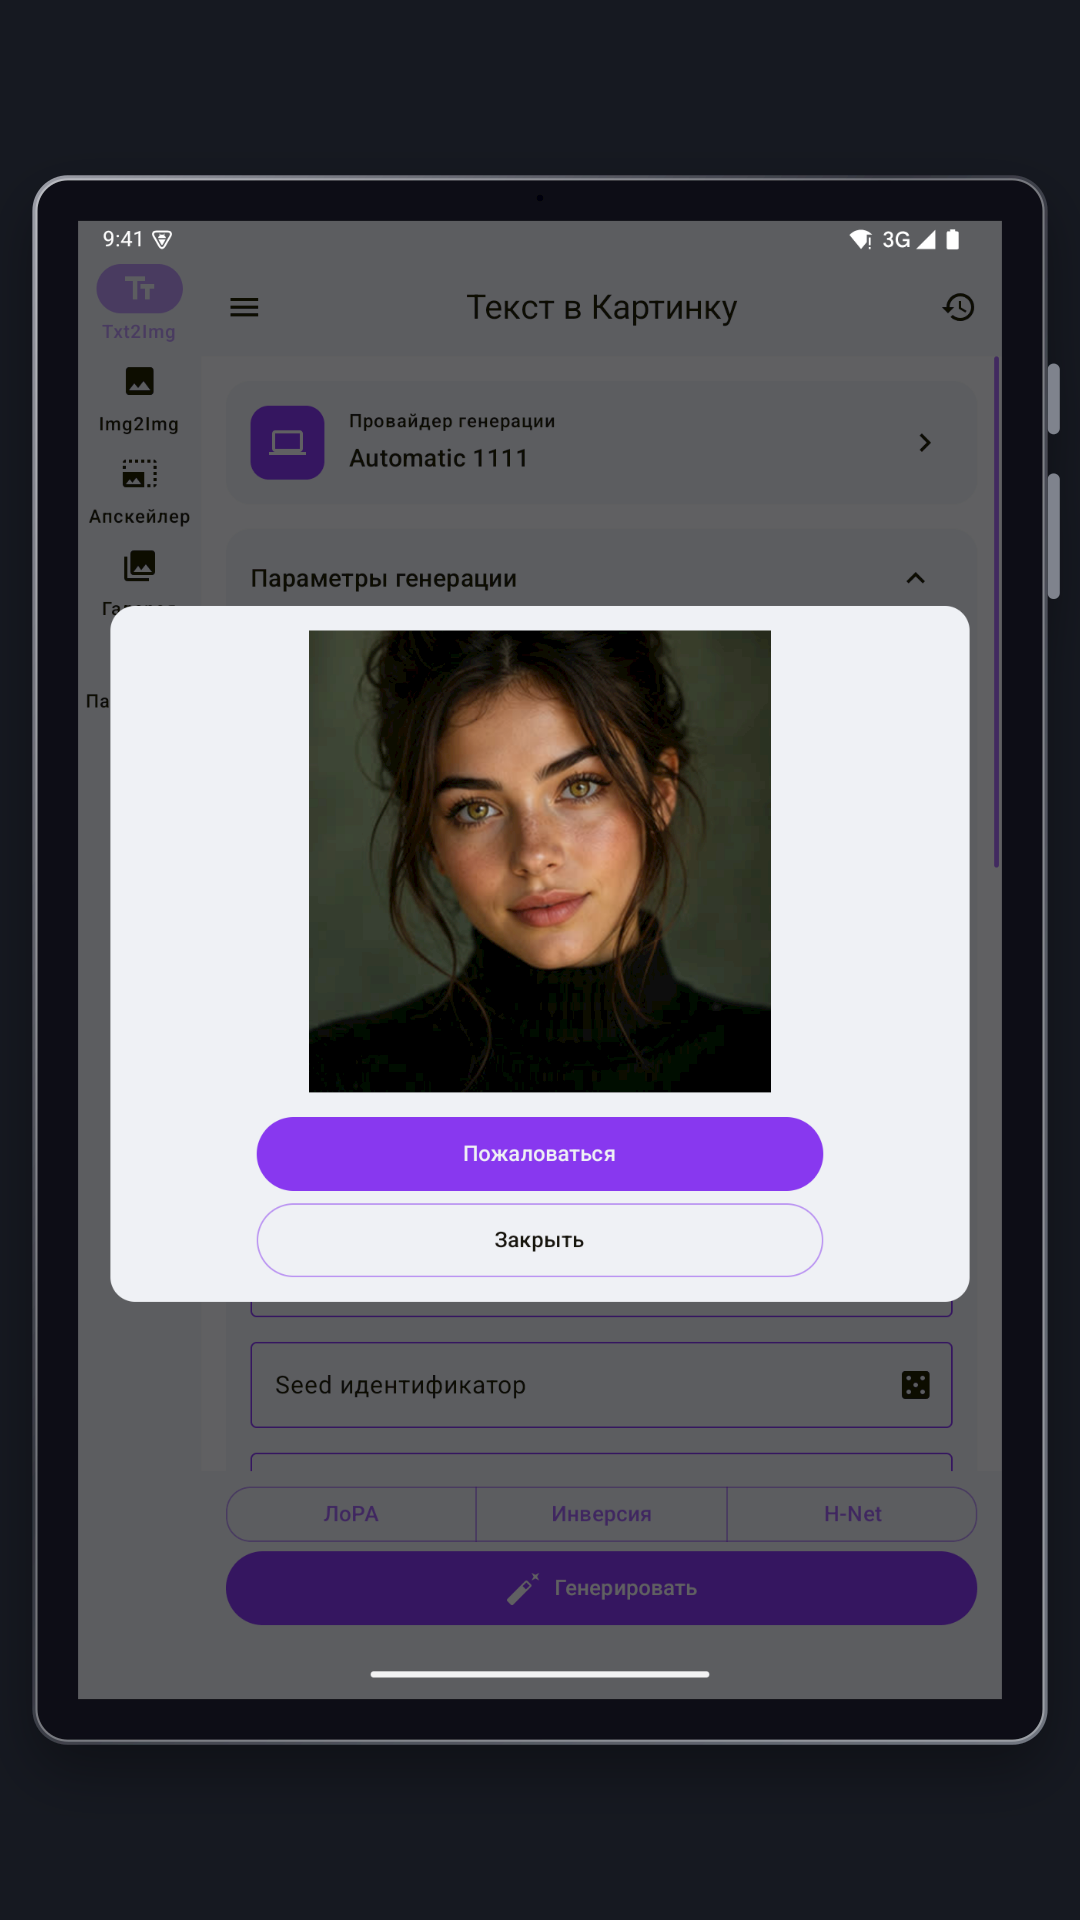 9:41
3G
Txt2Img
Текст в Картинку
Img2Img
Апскейлер
Провайдер генерации
Automatic 1111
Параметры генерации
Пожаловаться
Закрыть
Seed идентификатор
ЛоРА
Инверсия
H-Net
Генерировать